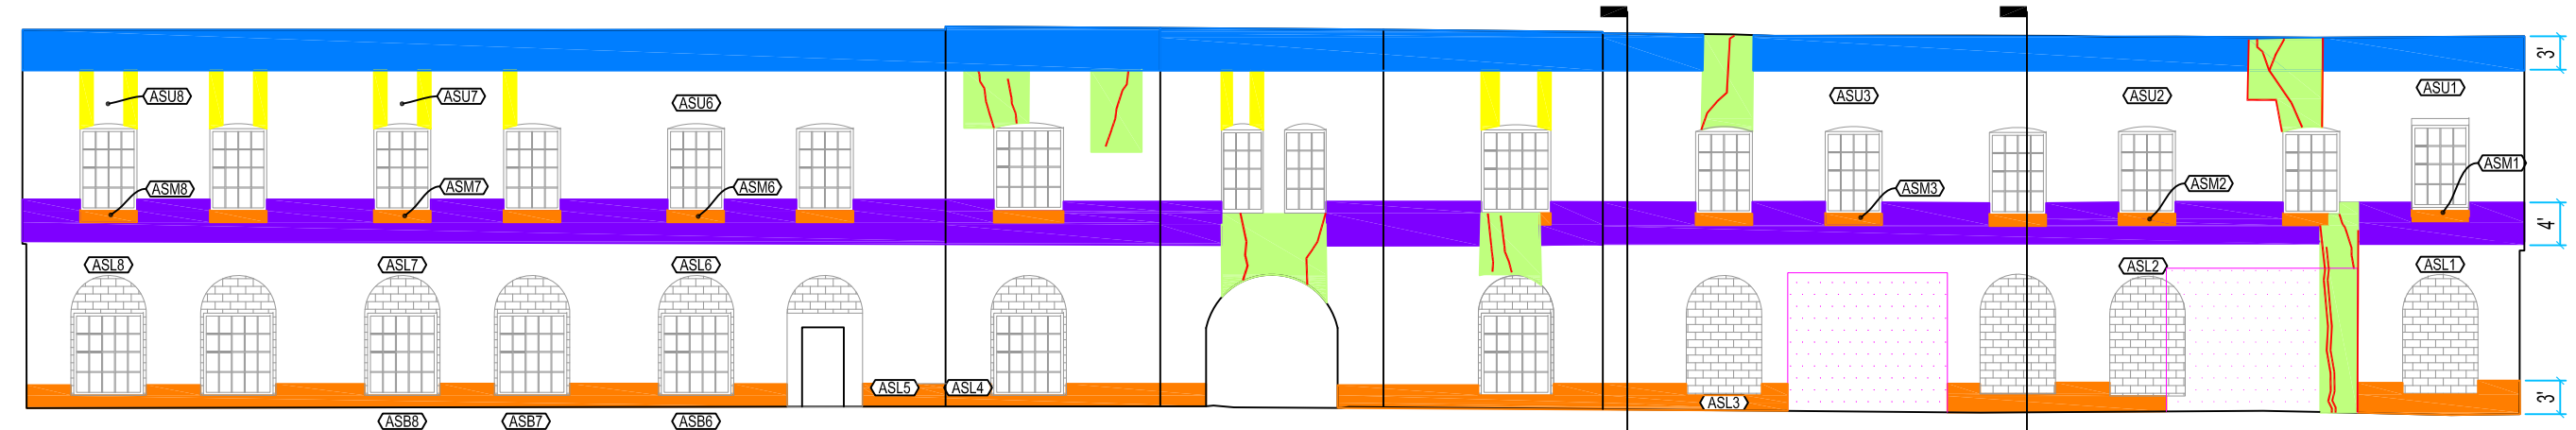 ASU8
ASU7
ASU6
ASU3
ASU2
ASU1
3'
ASM8
ASM7
ASM6
ASM3
ASM2
ASM1
4'
ASL8
ASL7
ASL6
ASL2
ASL1
ASL5
ASL4
ASL3
3'
ASB8
ASB7
ASB6